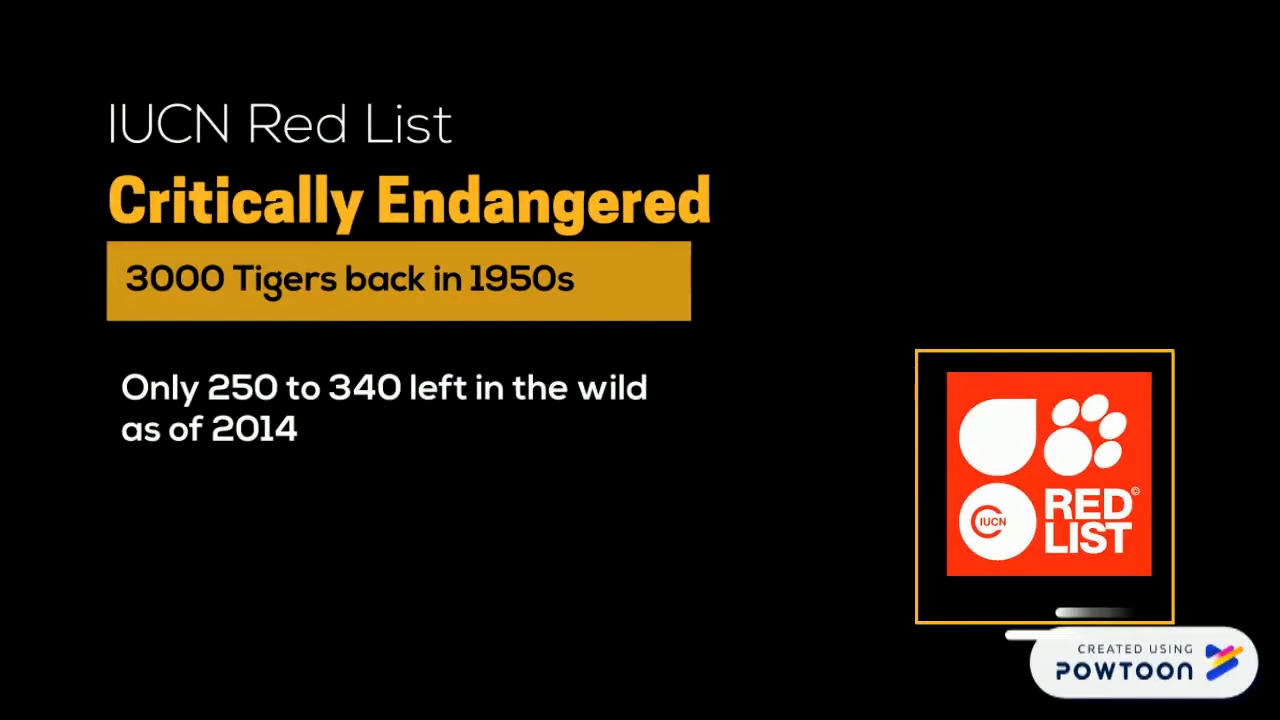 IUCN Red List
Critically Endangered
3000 Tigers back in 1950s
Only 250 to 340 left in the wild
as of 2014
IUCN
RED©
LIST
CREATED USING
POWTOON